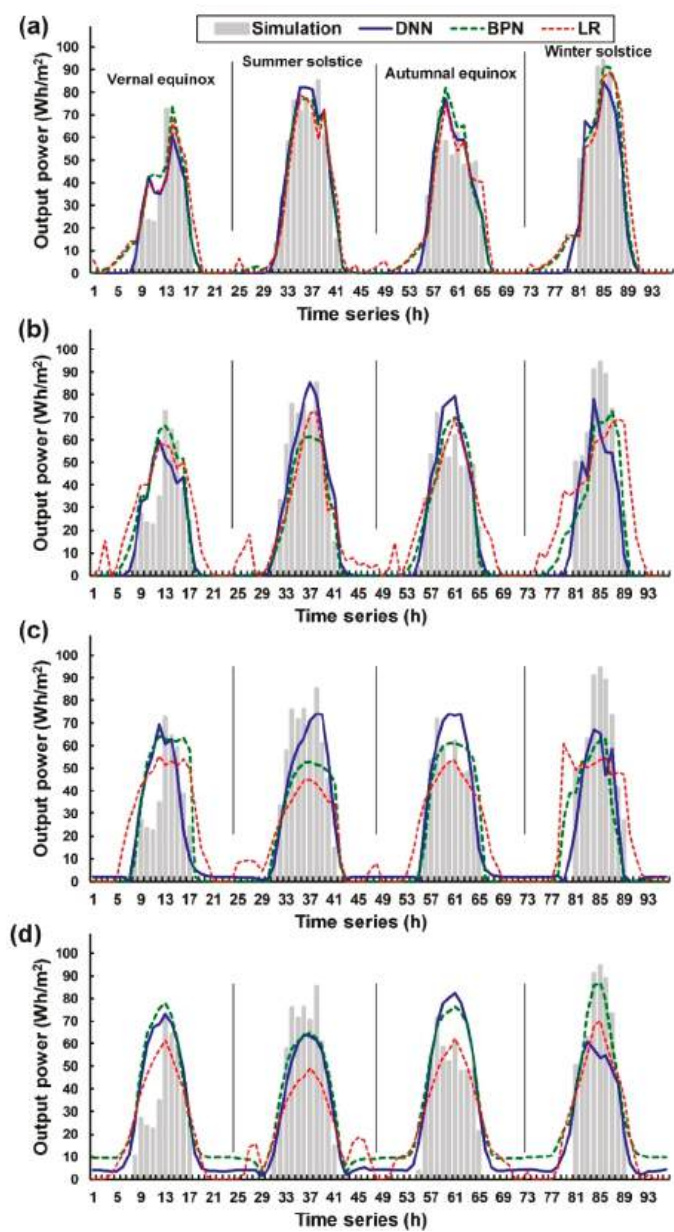 (a)
Simulation DNN BPN LR
Output power (Wh/m²)
100
90
80
70
60
50
40
30
20
10
0
Vernal equinox Summer solstice Autumnal equinox Winter solstice
1 5 9 13 17 21 25 29 33 37 41 45 49 53 57 61 65 69 73 77 81 85 89 93
Time series (h)
(b)
Output power (Wh/m²)
100
90
80
70
60
50
40
30
20
10
0
1 5 9 13 17 21 25 29 33 37 41 45 49 53 57 61 65 69 73 77 81 85 89 93
Time series (h)
(c)
Output power (Wh/m²)
100
90
80
70
60
50
40
30
20
10
0
1 5 9 13 17 21 25 29 33 37 41 45 49 53 57 61 65 69 73 77 81 85 89 93
Time series (h)
(d)
Output power (Wh/m²)
100
90
80
70
60
50
40
30
20
10
0
1 5 9 13 17 21 25 29 33 37 41 45 49 53 57 61 65 69 73 77 81 85 89 93
Time series (h)